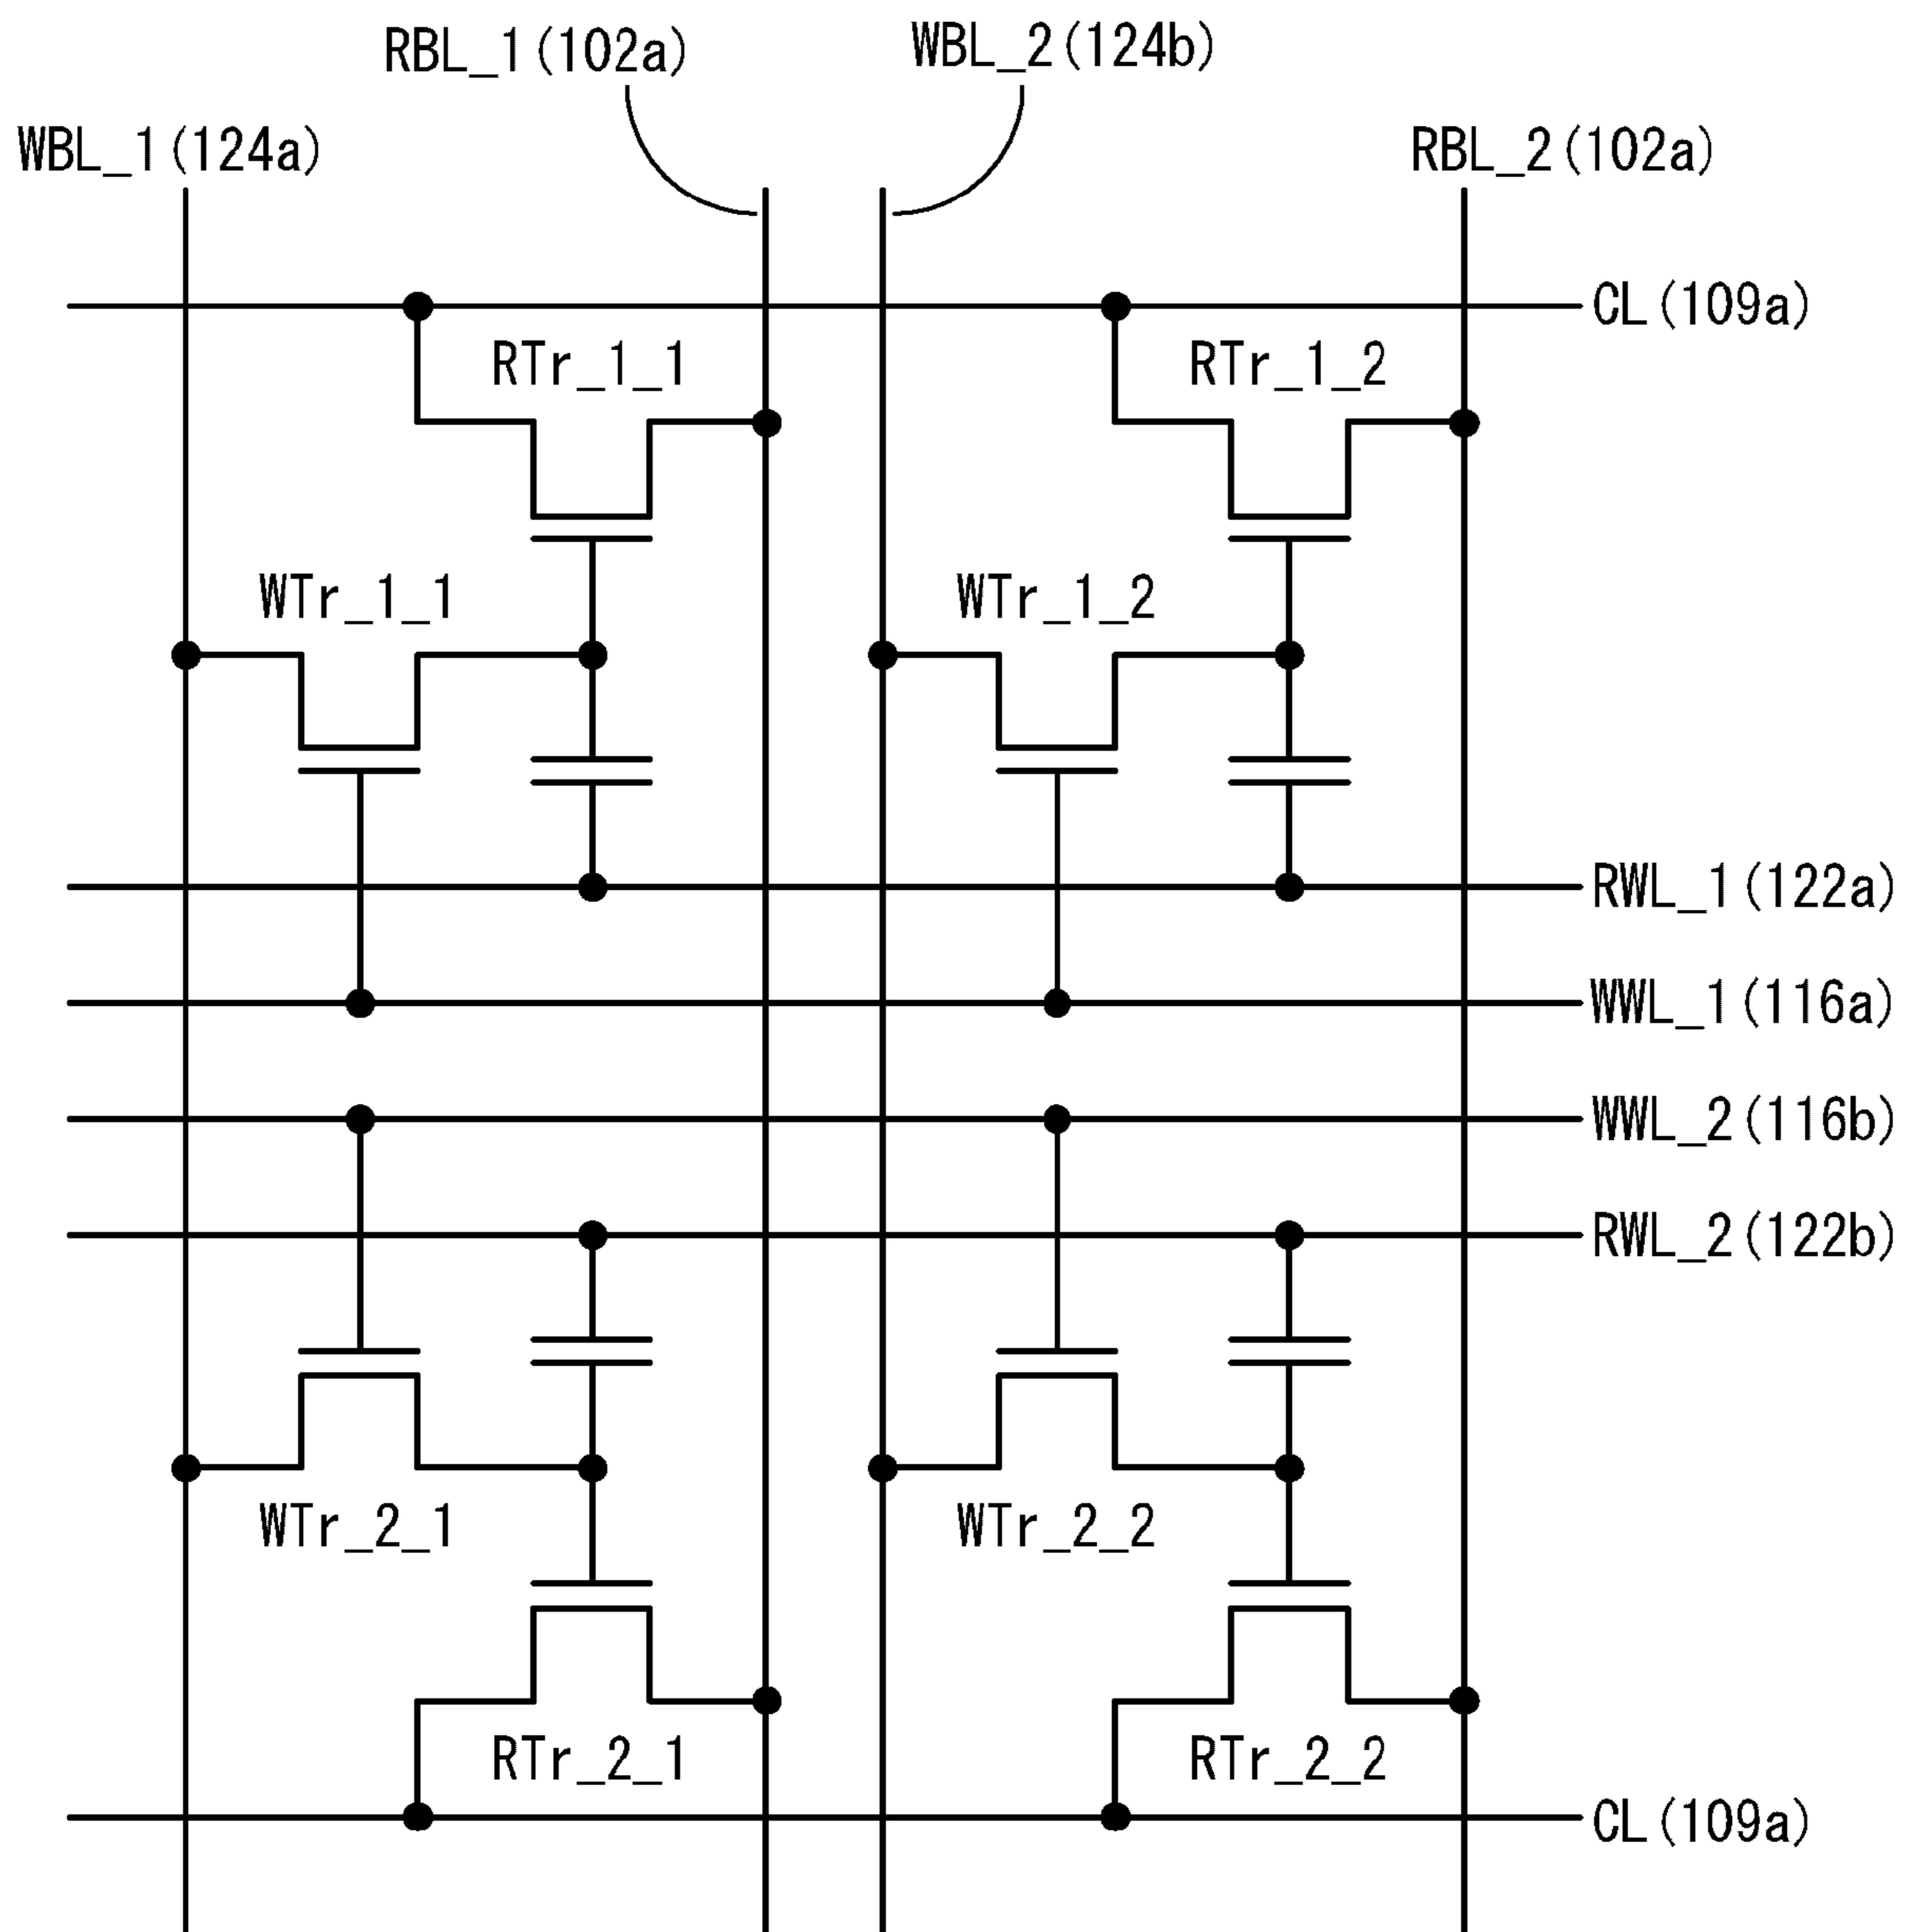 RBL_1(102a)
WBL_2(124b)
WBL_1(124a)
RBL_2(102a)
CL(109a)
RTr_1_1
RTr_1_2
WTr_1_1
WTr_1_2
RWL_1(122a)
WWL_1(116a)
WWL_2(116b)
RWL_2(122b)
WTr_2_1
WTr_2_2
RTr_2_1
RTr_2_2
CL(109a)